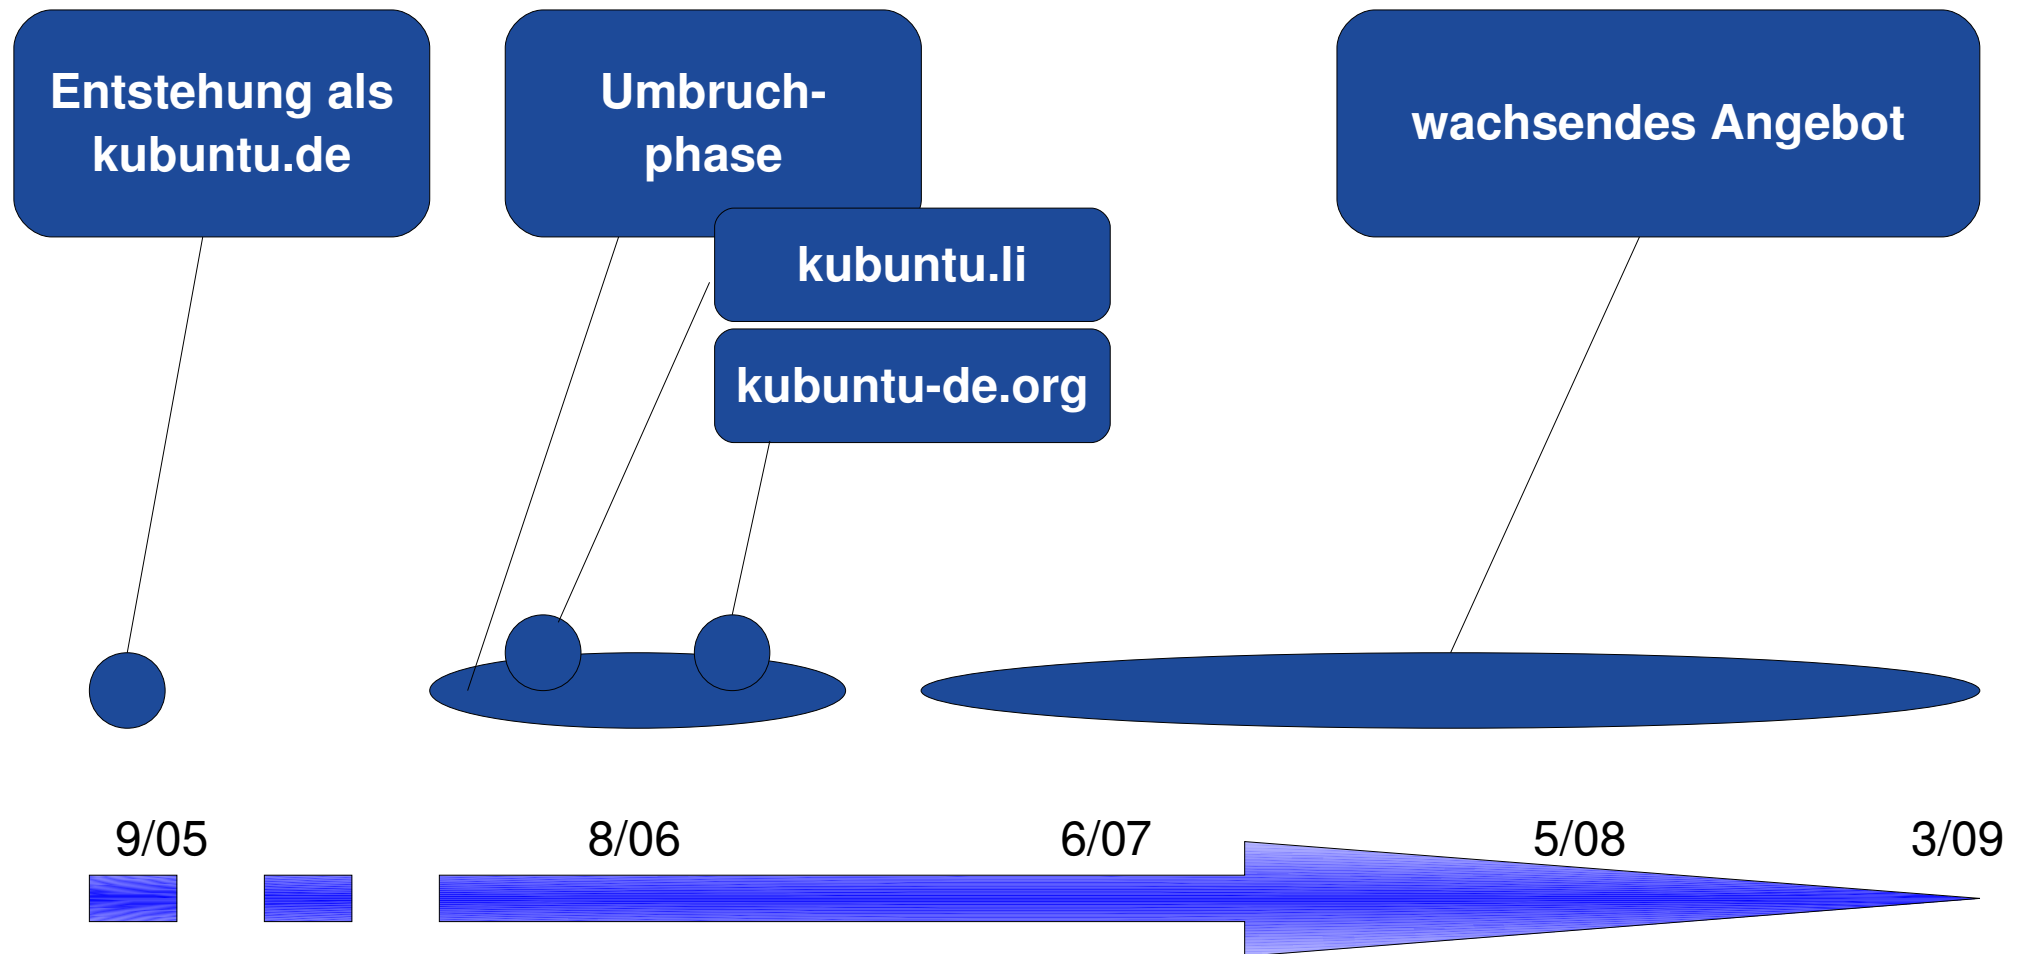 Entstehung als
kubuntu.de
Umbruch-
phase
wachsendes Angebot
kubuntu.li
kubuntu-de.org
9/05
8/06
6/07
5/08
3/09